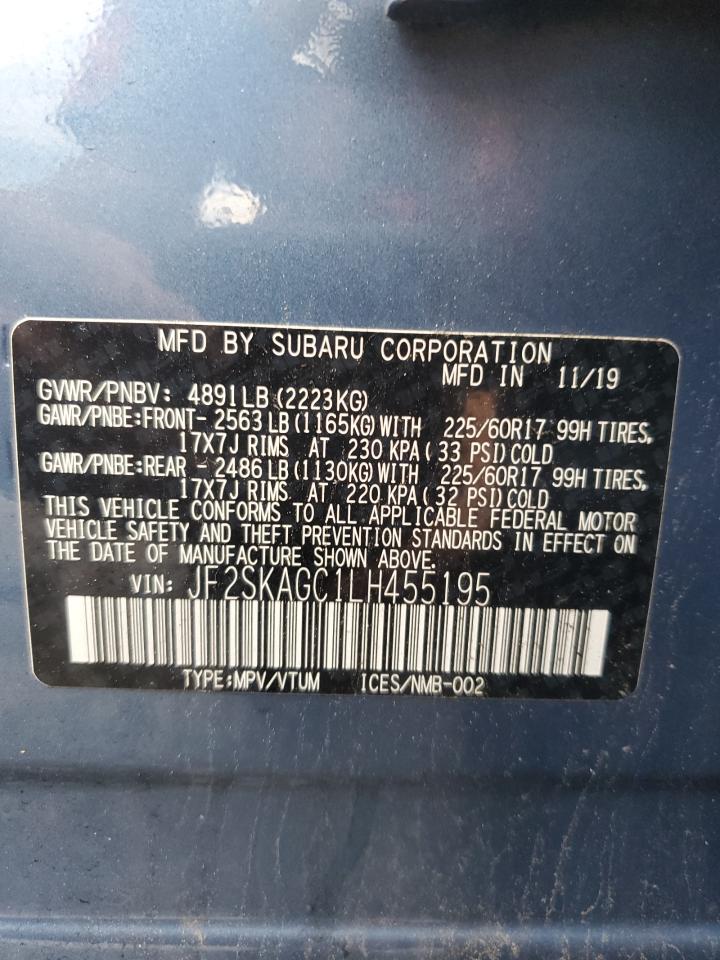 MFD BY SUBARU CORPORATION
MFD IN 11/19
GVWR/PNBV: 4891LB (2223KG)
GAWR/PNBE:FRONT- 2563LB (1165KG) WITH 225/60R17 99H TIRES,
17X7J RIMS AT 230 KPA ( 33 PSI) COLD
GAWR/PNBE:REAR - 2486LB (1130KG) WITH 225/60R17 99H TIRES,
17X7J RIMS AT 220 KPA ( 32 PSI) COLD
THIS VEHICLE CONFORMS TO ALL APPLICABLE FEDERAL MOTOR
VEHICLE SAFETY AND THEFT PREVENTION STANDARDS IN EFFECT ON
THE DATE OF MANUFACTURE SHOWN ABOVE.
VIN: JF2SKAGC1LH455195
TYPE:MPV/VTUM ICES/NMB-002